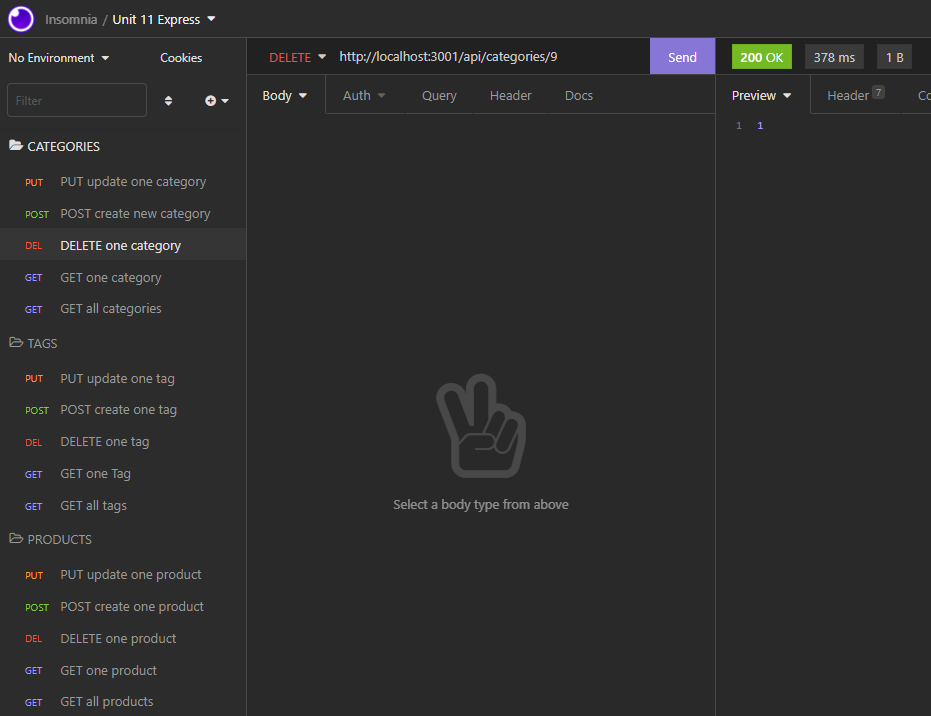 Insomnia / Unit 11 Express
No Environment
Cookies
Filter
CATEGORIES
PUT PUT update one category
POST POST create new category
DEL DELETE one category
GET GET one category
GET GET all categories
TAGS
PUT PUT update one tag
POST POST create one tag
DEL DELETE one tag
GET GET one Tag
GET GET all tags
PRODUCTS
PUT PUT update one product
POST POST create one product
DEL DELETE one product
GET GET one product
GET GET all products
DELETE http://localhost:3001/api/categories/9 Send
Body Auth Query Header Docs
Select a body type from above
200 OK 378 ms 1 B
Preview Header 7 Co
1 1